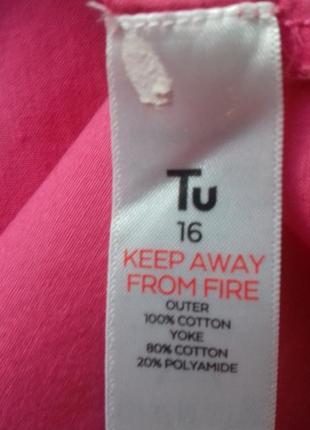 Tu
16
KEEP AWAY
FROM FIRE
OUTER
100% COTTON
YOKE
80% COTTON
20% POLYAMIDE